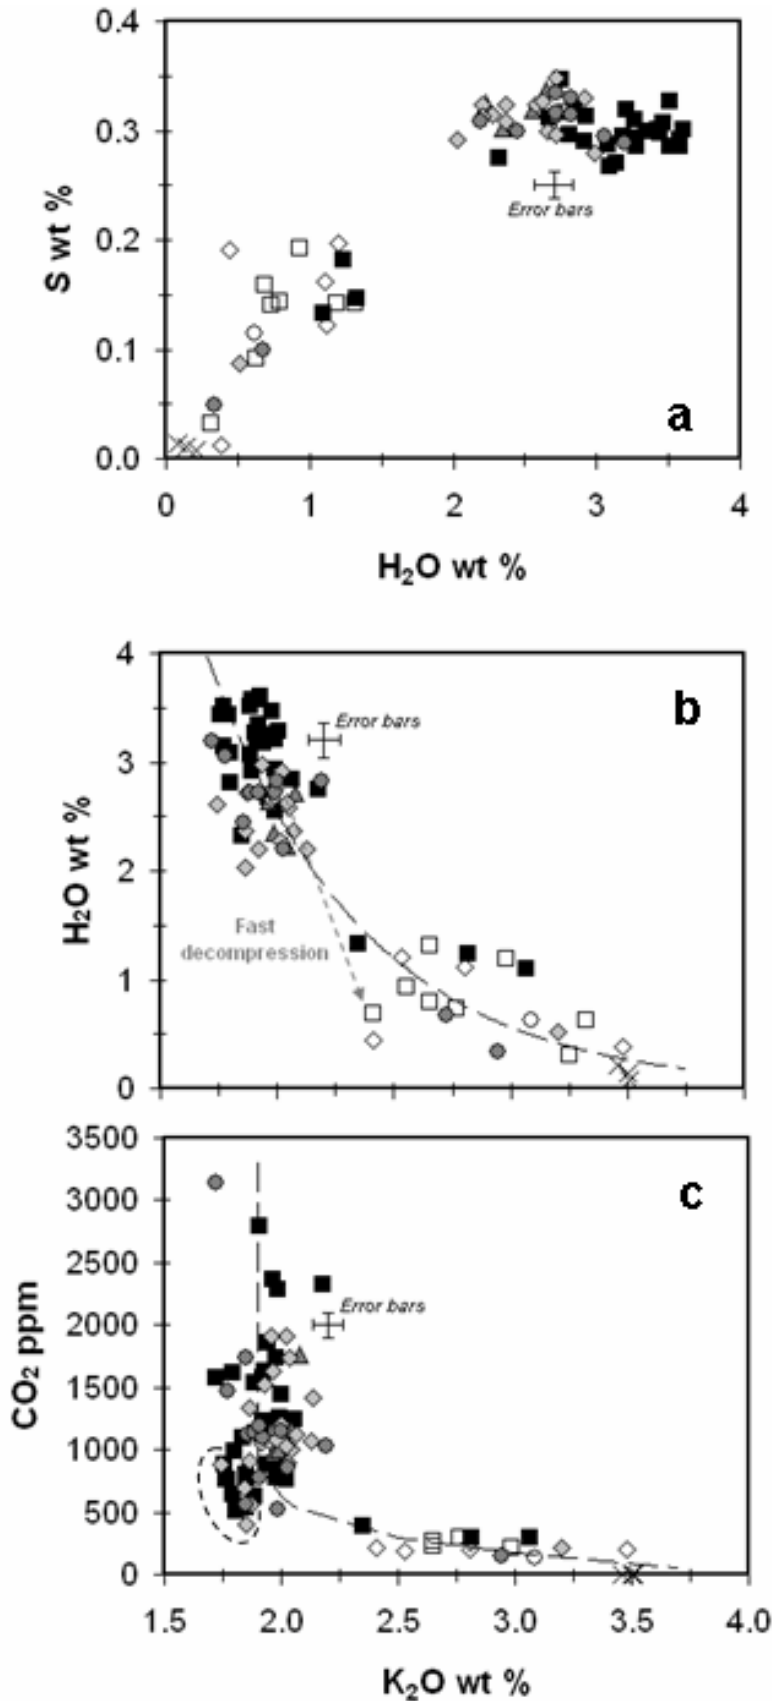 0.4
0.3
S wt %
0.2
0.1
0.0
Error bars
a
0 1 2 3 4
H₂O wt %
4
3
H₂O wt %
2
1
0
b
Error bars
Fast
decompression
3500
3000
2500
CO₂ ppm
2000
1500
1000
500
0
c
Error bars
1.5 2.0 2.5 3.0 3.5 4.0
K₂O wt %